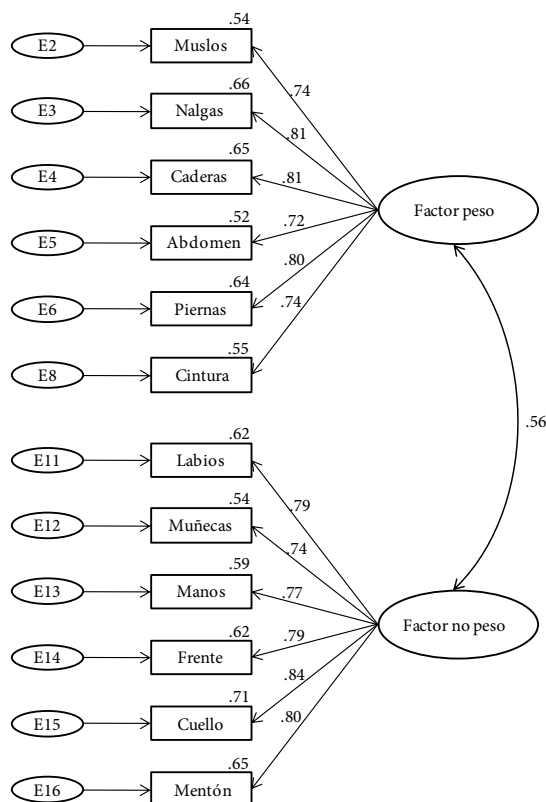 .54
E2 Muslos
.74
.66
E3 Nalgas
.81
.65
E4 Caderas
.81
Factor peso
.52
E5 Abdomen
.72
.80
.64
E6 Piernas
.74
.55
E8 Cintura
.56
.62
E11 Labios
.79
.54
E12 Muñecas
.74
.59
E13 Manos
.77
Factor no peso
.62
E14 Frente
.79
.84
.71
E15 Cuello
.80
.65
E16 Mentón